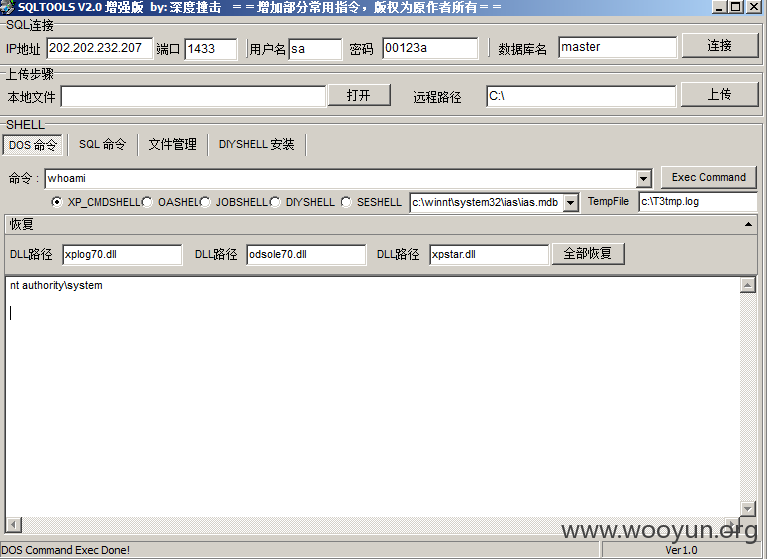 SQLTOOLS V2.0 增强版 by: 深度撞击 ==增加部分常用指令，版权为原作者所有==
SQL连接
IP地址 202.202.232.207 端口 1433 用户名 sa 密码 00123a 数据库名 master 连接
上传步骤
本地文件 打开 远程路径 C:\ 上传
SHELL
DOS 命令 SQL 命令 文件管理 DIYSHELL 安装
命令： whoami Exec Command
XP_CMDSHELL OASHELL JOBSHELL DIYSHELL SESHELL c:\winnt\system32\ias\ias.mdb TempFile c:\T3tmp.log
恢复
DLL路径 xplog70.dll DLL路径 odsole70.dll DLL路径 xpstar.dll 全部恢复
nt authority\system
www.wooyun.org
DOS Command Exec Done! Ver 1.0